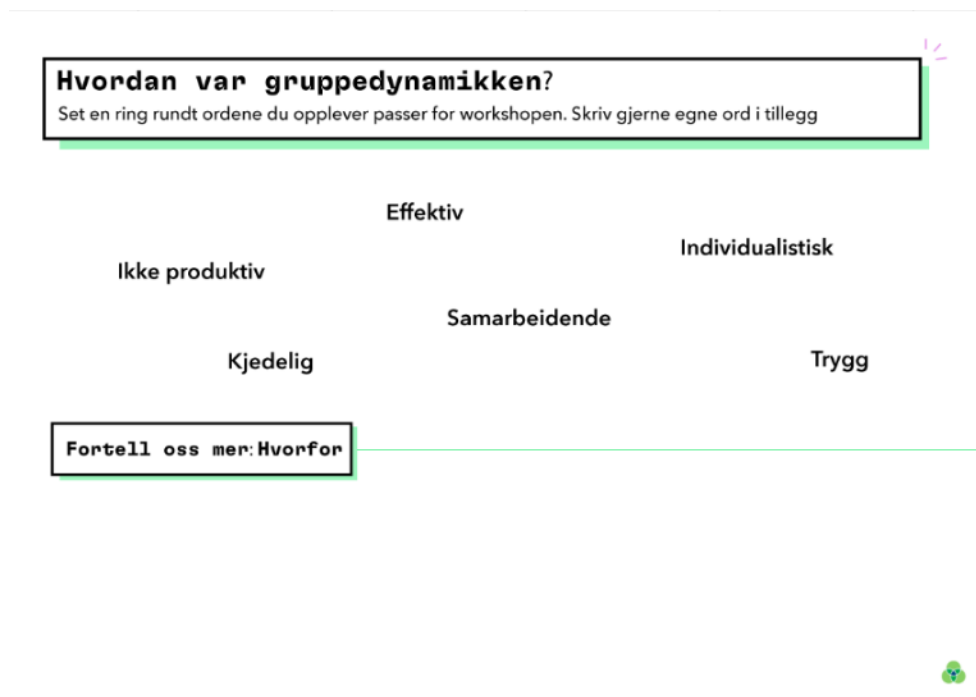 Hvordan var gruppedynamikken?
Set en ring rundt ordene du opplever passer for workshopen. Skriv gjerne egne ord i tillegg
Effektiv
Individualistisk
Ikke produktiv
Samarbeidende
Kjedelig
Trygg
Fortell oss mer: Hvorfor